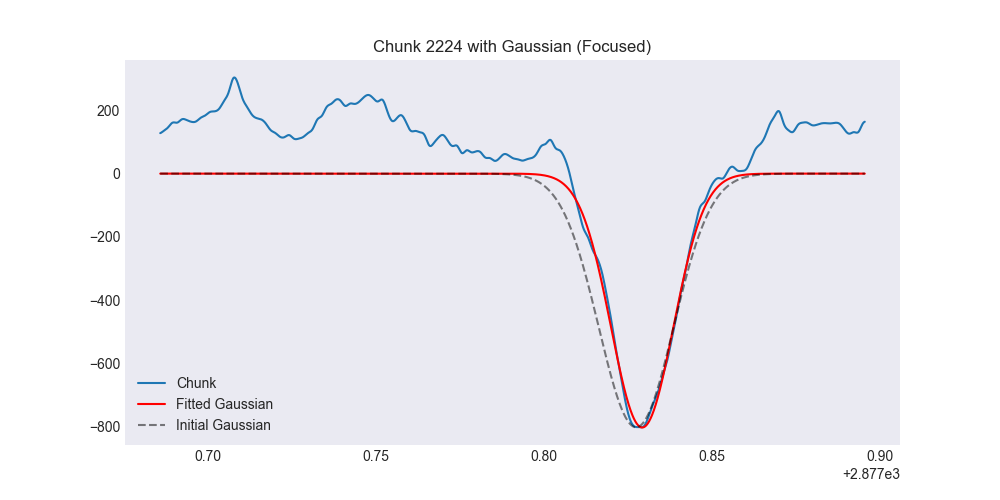 Chunk 2224 with Gaussian (Focused)
200
0
−200
−400
−600
−800
Chunk
Fitted Gaussian
Initial Gaussian
0.70 0.75 0.80 0.85 0.90
+2.877e3